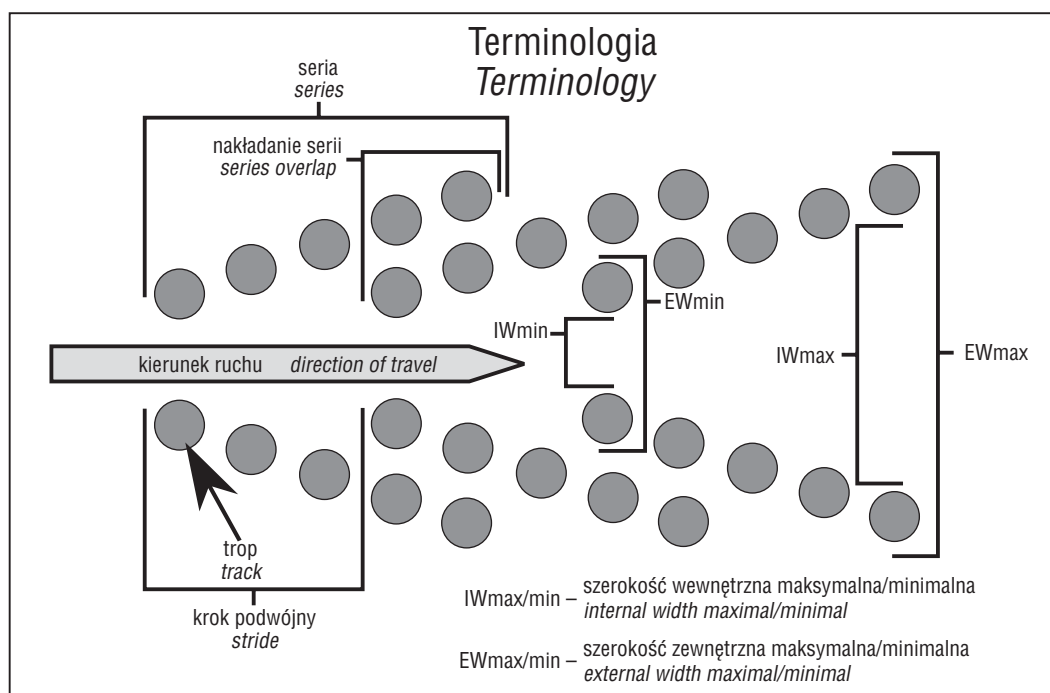 Terminologia
Terminology
seria
series
nakładanie serii
series overlap
EWmin
IWmin
IWmax
EWmax
kierunek ruchu direction of travel
trop
track
krok podwójny
stride
IWmax/min – szerokość wewnętrzna maksymalna/minimalna
internal width maximal/minimal
EWmax/min – szerokość zewnętrzna maksymalna/minimalna
external width maximal/minimal